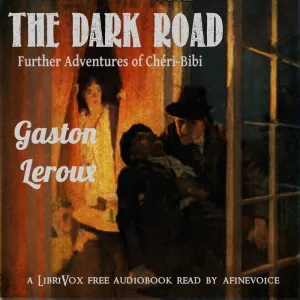 THE DARK ROAD
Further Adventures of Chéri-Bibi
Gaston
Leroux
A LIBRIVOX FREE AUDIOBOOK READ BY AFINEVOICE